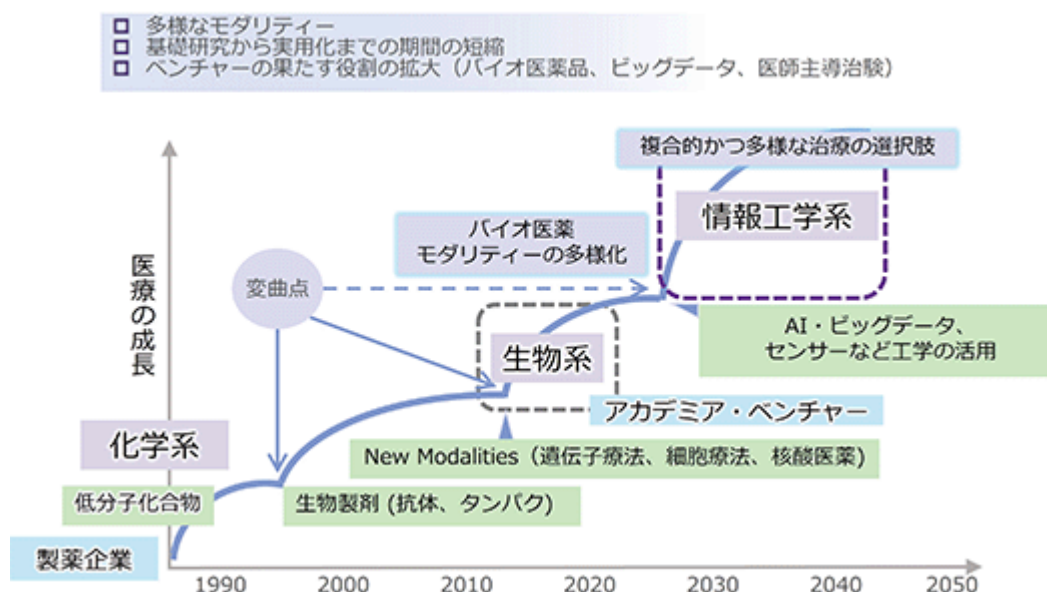 多様なモダリティー
基礎研究から実用化までの期間の短縮
ベンチャーの果たす役割の拡大（バイオ医薬品、ビッグデータ、医師主導治験）
複合的かつ多様な治療の選択肢
情報工学系
バイオ医薬
モダリティーの多様化
変曲点
医療の成長
AI・ビッグデータ、
センサーなど工学の活用
生物系
アカデミア・ベンチャー
化学系
New Modalities（遺伝子療法、細胞療法、核酸医薬）
低分子化合物
生物製剤 (抗体、タンパク)
製薬企業
1990 2000 2010 2020 2030 2040 2050